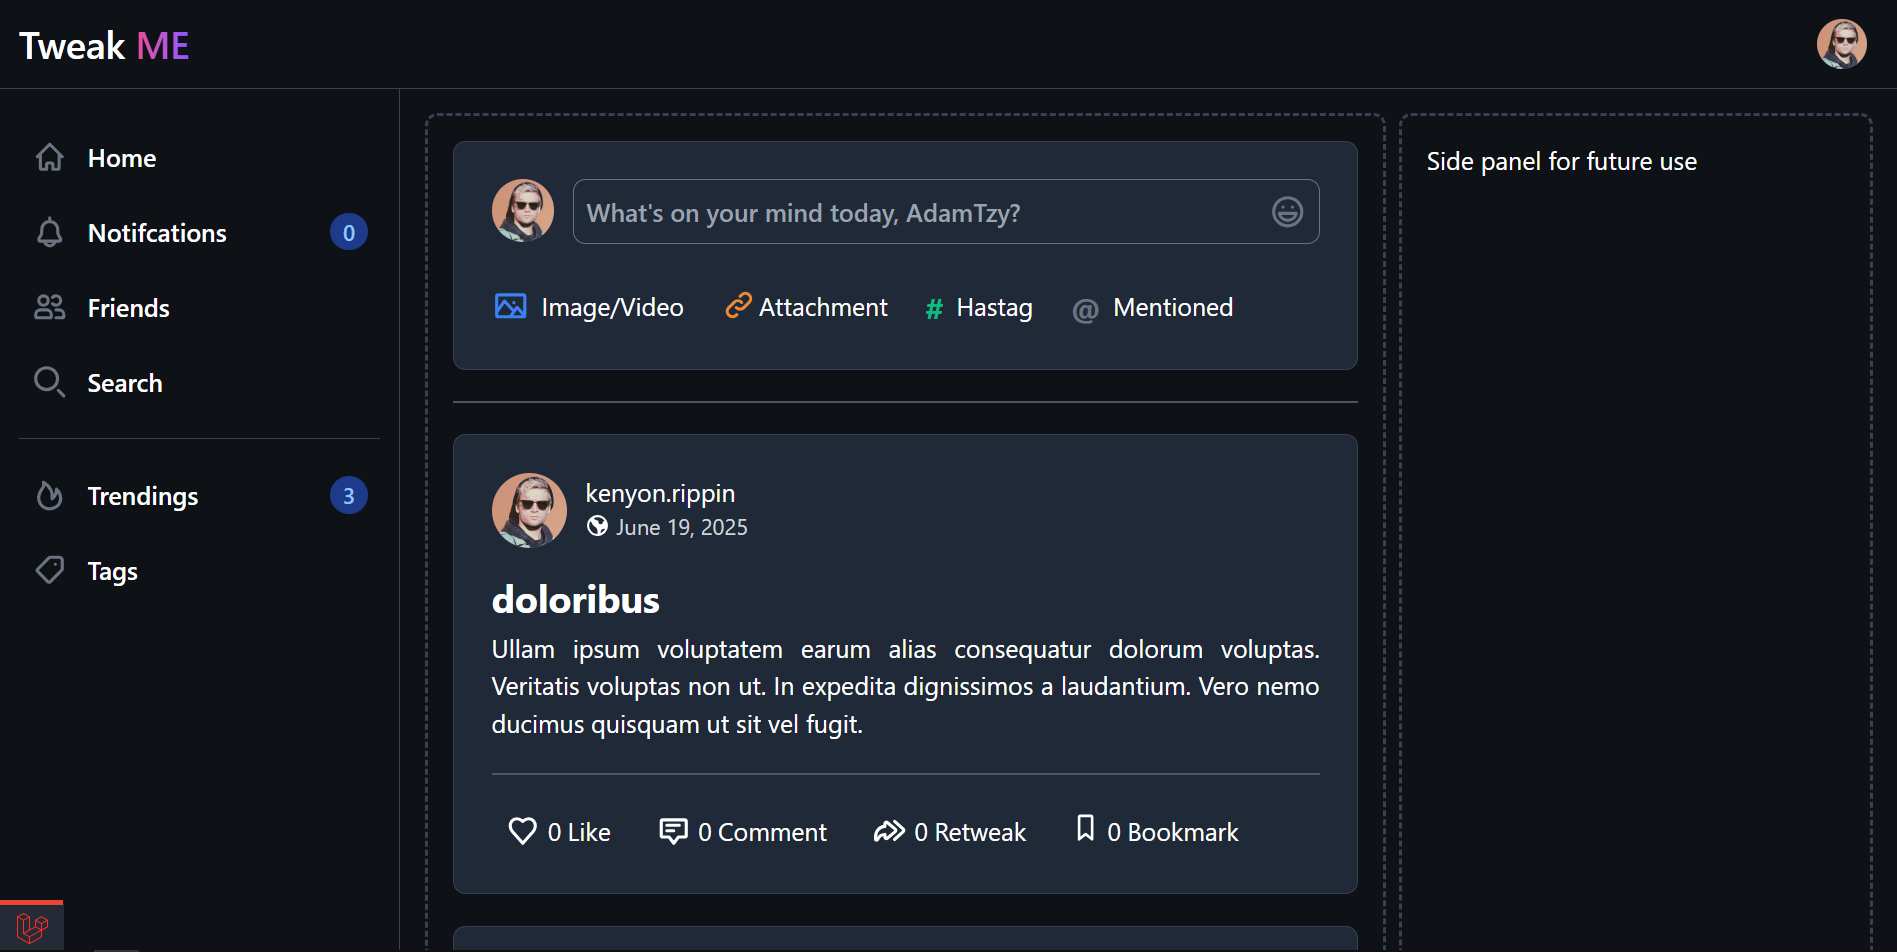 Tweak ME
Home
Notifcations 0
Friends
Search
Trendings 3
Tags
What's on your mind today, AdamTzy?
Image/Video Attachment # Hastag @ Mentioned
kenyon.rippin
June 19, 2025
doloribus
Ullam ipsum voluptatem earum alias consequatur dolorum voluptas.
Veritatis voluptas non ut. In expedita dignissimos a laudantium. Vero nemo
ducimus quisquam ut sit vel fugit.
0 Like 0 Comment 0 Retweak 0 Bookmark
Side panel for future use